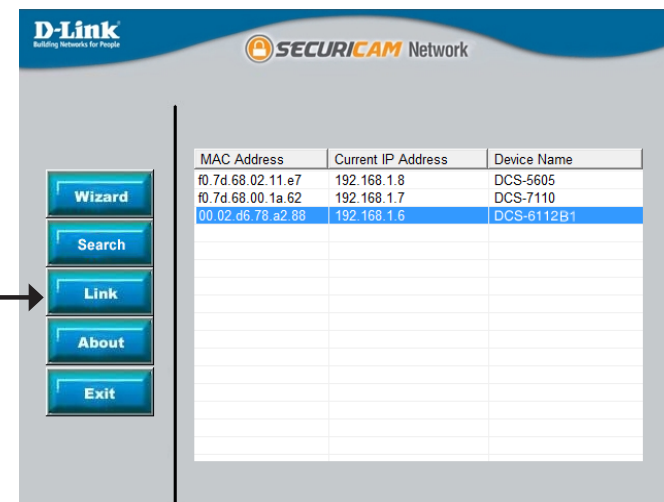 D-Link
Building Networks for People
SECURICAM Network
MAC Address Current IP Address Device Name
f0.7d.68.02.11.e7 192.168.1.8 DCS-5605
f0.7d.68.00.1a.62 192.168.1.7 DCS-7110
00.02.d6.78.a2.88 192.168.1.6 DCS-6112B1
Wizard
Search
Link
About
Exit